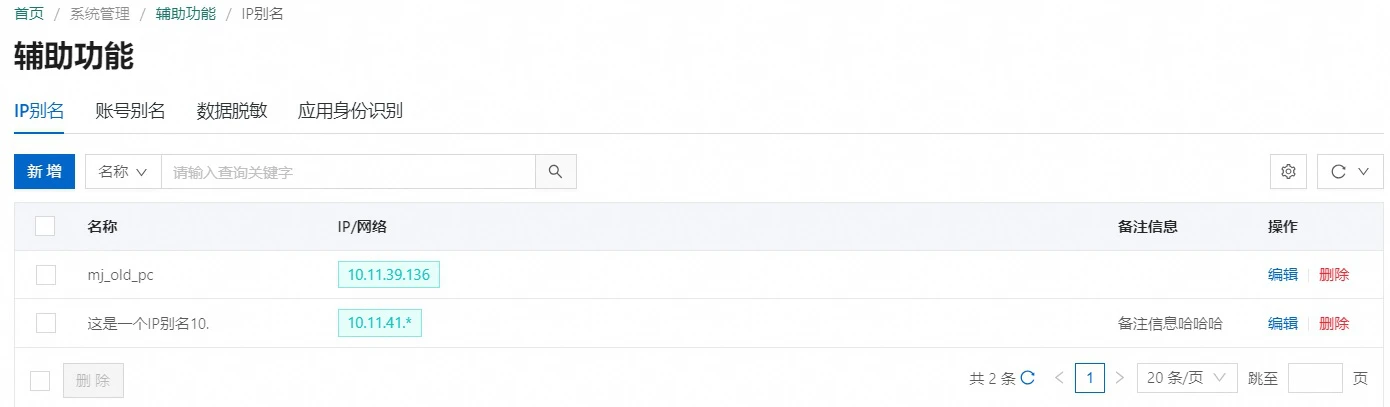 首页 / 系统管理 / 辅助功能 / IP别名
辅助功能
IP别名 账号别名 数据脱敏 应用身份识别
新增 名称 请输入查询关键字
名称 IP/网络 备注信息 操作
mj_old_pc 10.11.39.136 编辑 删除
这是一个IP别名10. 10.11.41.* 备注信息哈哈哈 编辑 删除
删除 共 2 条 1 20 条/页 跳至 页